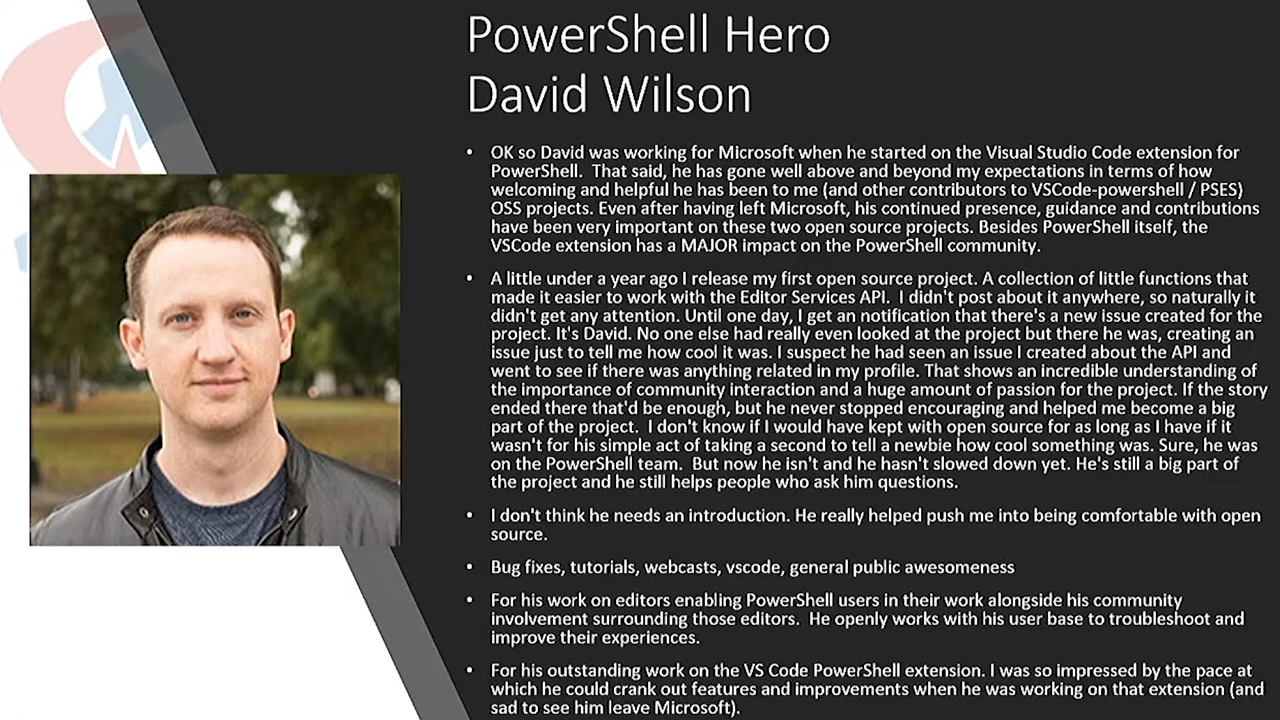 PowerShell Hero
David Wilson
• OK so David was working for Microsoft when he started on the Visual Studio Code extension for
PowerShell.  That said, he has gone well above and beyond my expectations in terms of how
welcoming and helpful he has been to me (and other contributors to VSCode-powershell / PSES)
OSS projects. Even after having left Microsoft, his continued presence, guidance and contributions
have been very important on these two open source projects. Besides PowerShell itself, the
VSCode extension has a MAJOR impact on the PowerShell community.
• A little under a year ago I release my first open source project. A collection of little functions that
made it easier to work with the Editor Services API.  I didn't post about it anywhere, so naturally it
didn't get any attention. Until one day, I get an notification that there's a new issue created for the
project. It's David. No one else had really even looked at the project but there he was, creating an
issue just to tell me how cool it was. I suspect he had seen an issue I created about the API and
went to see if there was anything related in my profile. That shows an incredible understanding of
the importance of community interaction and a huge amount of passion for the project. If the story
ended there that'd be enough, but he never stopped encouraging and helped me become a big
part of the project.  I don't know if I would have kept with open source for as long as I have if it
wasn't for his simple act of taking a second to tell a newbie how cool something was. Sure, he was
on the PowerShell team.  But now he isn't and he hasn't slowed down yet. He's still a big part of
the project and he still helps people who ask him questions.
• I don't think he needs an introduction. He really helped push me into being comfortable with open
source.
• Bug fixes, tutorials, webcasts, vscode, general public awesomeness
• For his work on editors enabling PowerShell users in their work alongside his community
involvement surrounding those editors.  He openly works with his user base to troubleshoot and
improve their experiences.
• For his outstanding work on the VS Code PowerShell extension. I was so impressed by the pace at
which he could crank out features and improvements when he was working on that extension (and
sad to see him leave Microsoft).